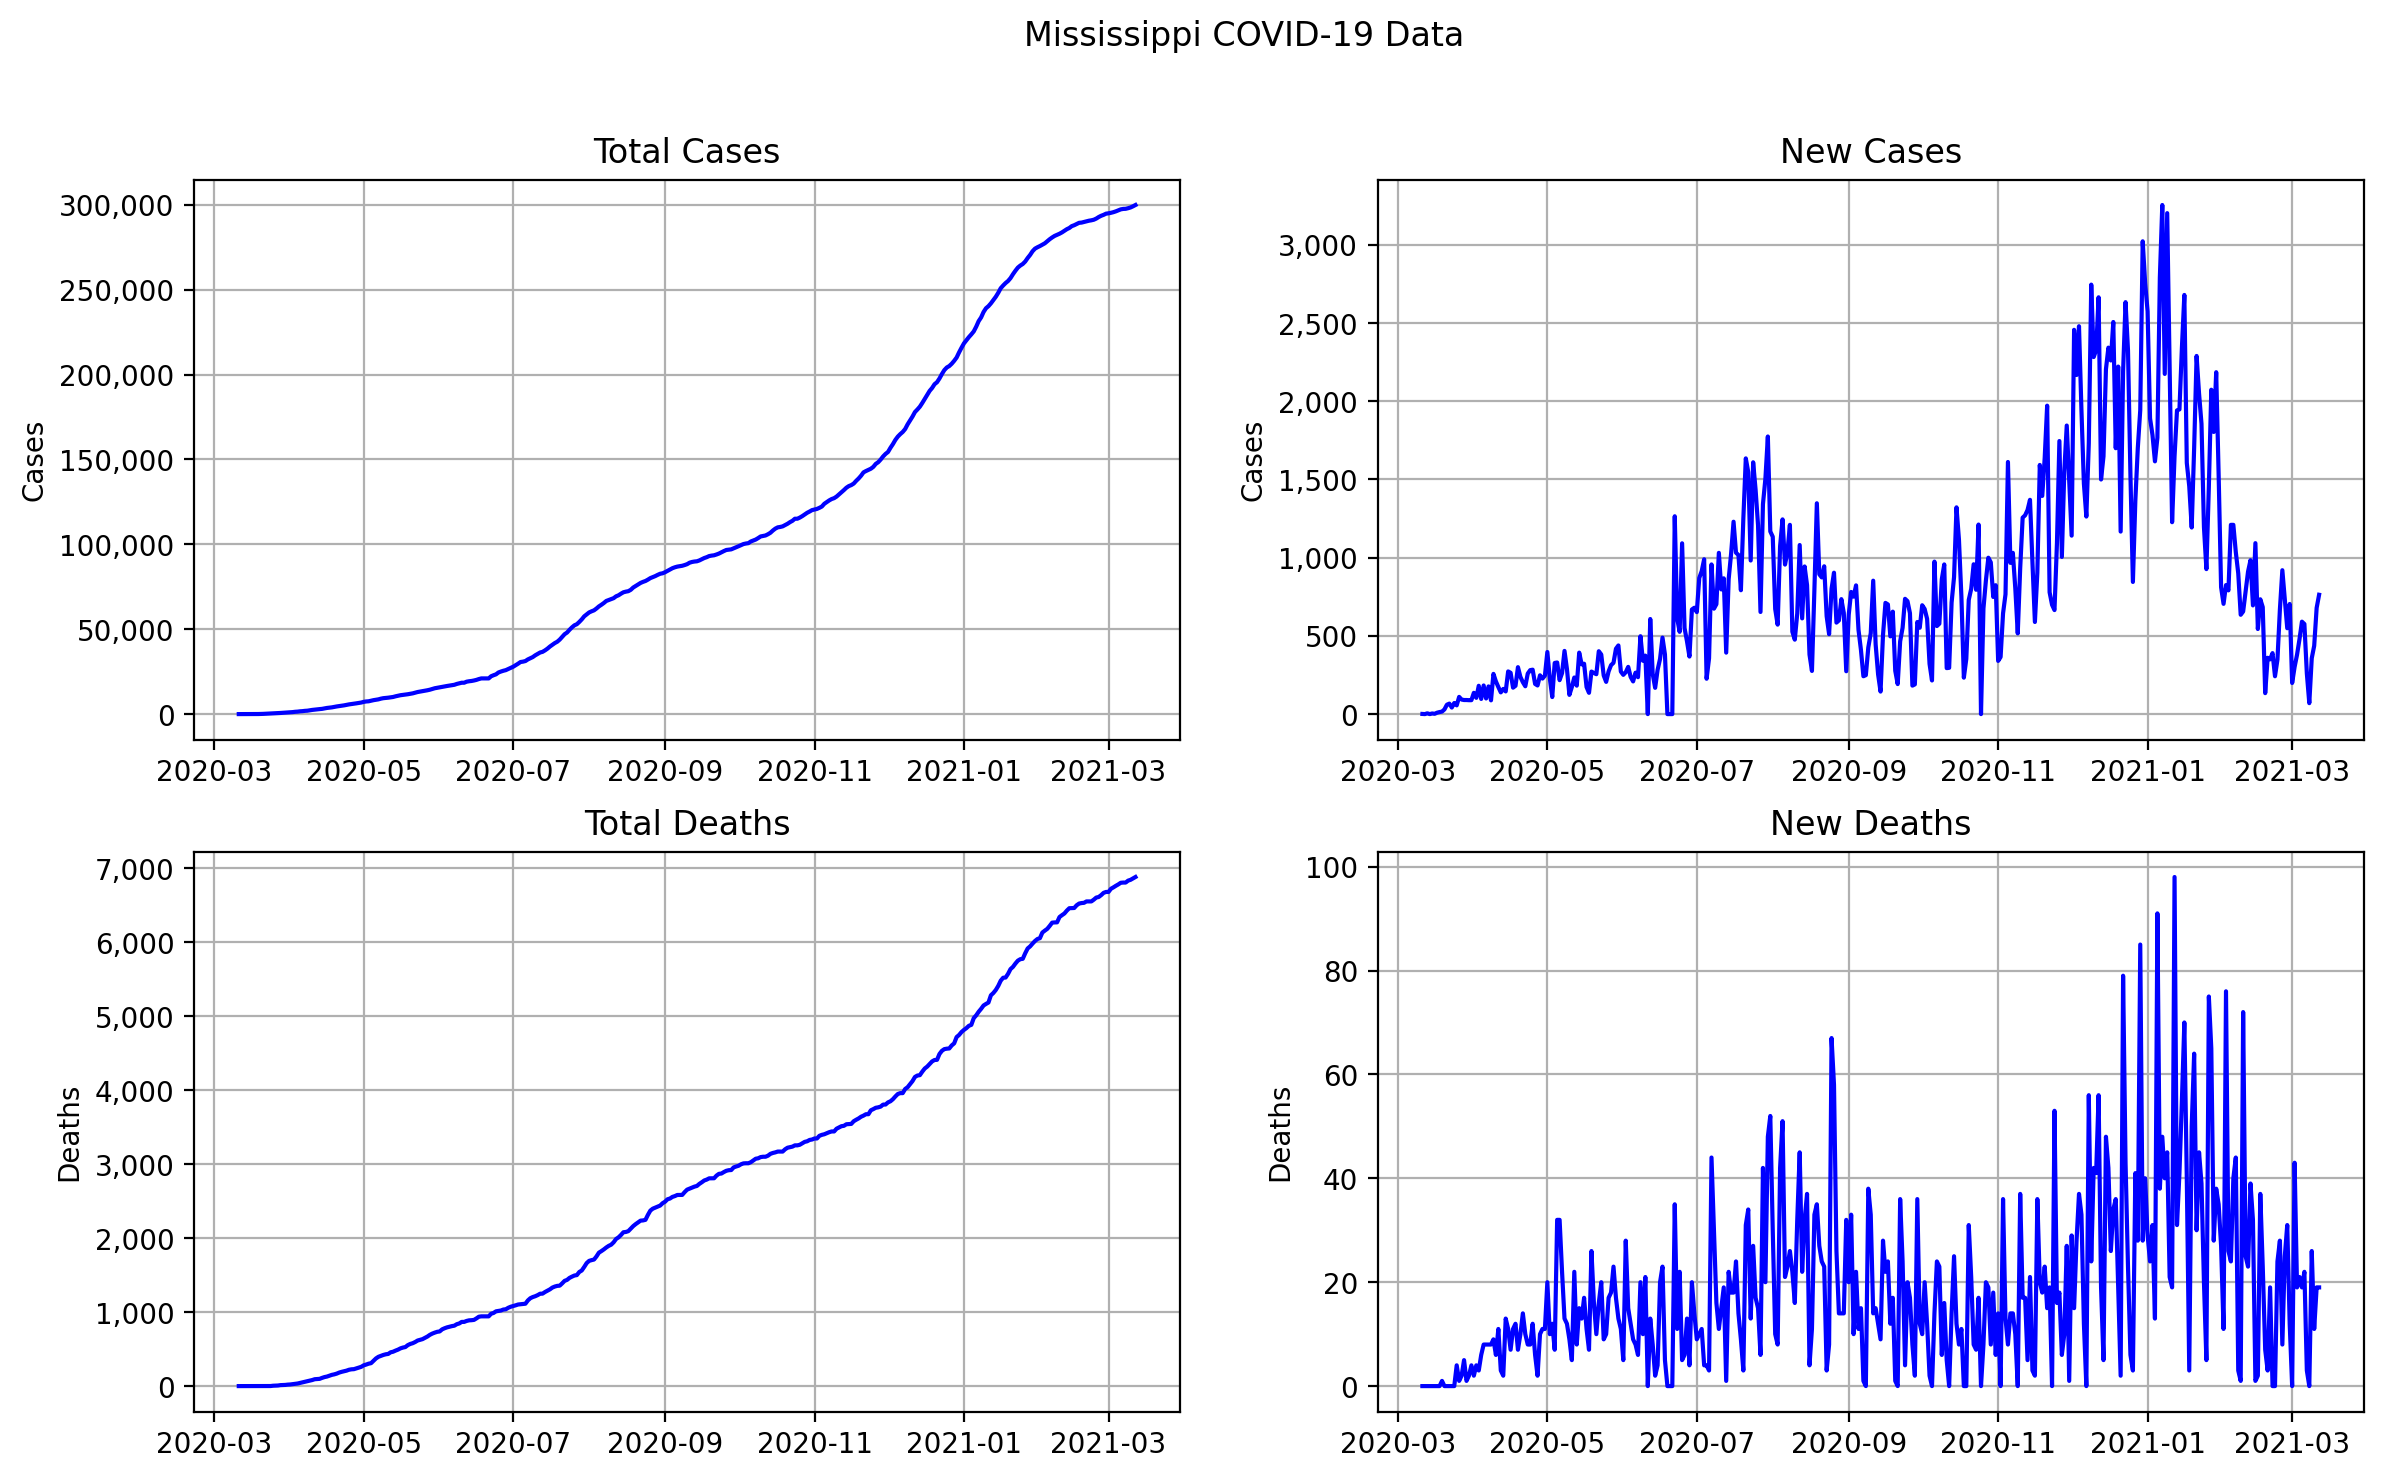 Mississippi COVID-19 Data
Total Cases
Cases
300,000
250,000
200,000
150,000
100,000
50,000
0
2020-03 2020-05 2020-07 2020-09 2020-11 2021-01 2021-03
New Cases
Cases
3,000
2,500
2,000
1,500
1,000
500
0
2020-03 2020-05 2020-07 2020-09 2020-11 2021-01 2021-03
Total Deaths
Deaths
7,000
6,000
5,000
4,000
3,000
2,000
1,000
0
2020-03 2020-05 2020-07 2020-09 2020-11 2021-01 2021-03
New Deaths
Deaths
100
80
60
40
20
0
2020-03 2020-05 2020-07 2020-09 2020-11 2021-01 2021-03